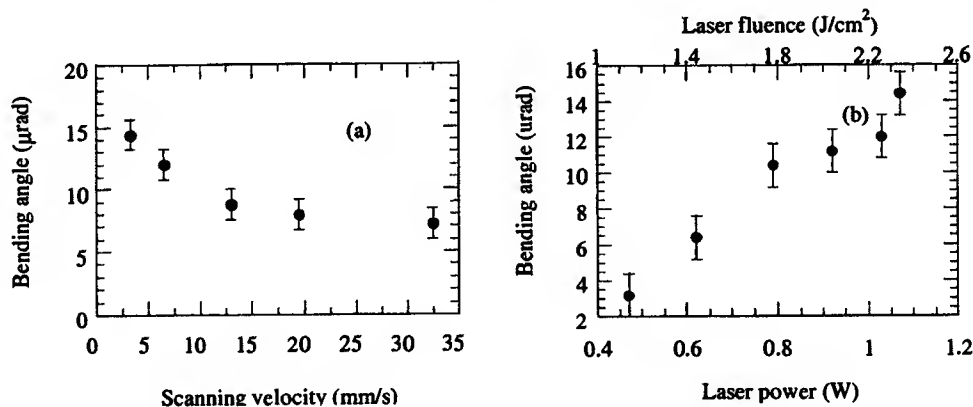 Laser fluence (J/cm²)
1 1.4 1.8 2.2 2.6
20
15
10
5
0
Bending angle (μrad)
(a)
0 5 10 15 20 25 30 35
Scanning velocity (mm/s)
16
14
12
10
8
6
4
2
Bending angle (urad)
(b)
0.4 0.6 0.8 1 1.2
Laser power (W)